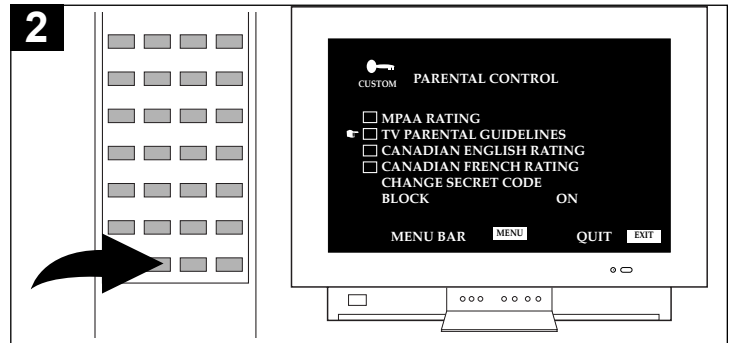 2
CUSTOM PARENTAL CONTROL
MPAA RATING
TV PARENTAL GUIDELINES
CANADIAN ENGLISH RATING
CANADIAN FRENCH RATING
CHANGE SECRET CODE
BLOCK ON
MENU BAR MENU QUIT EXIT